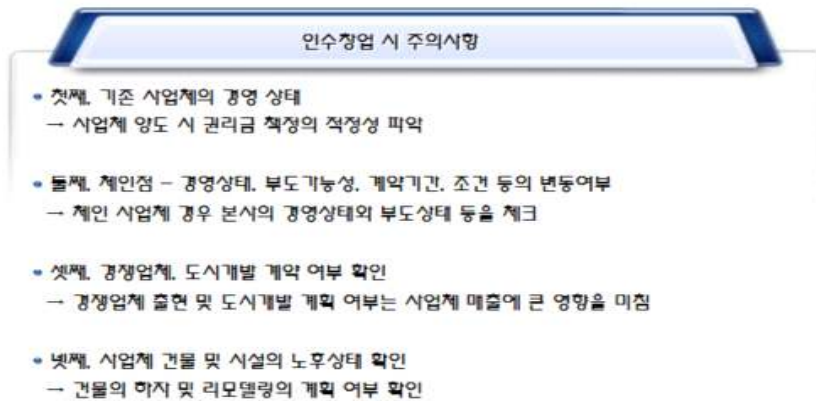 인수창업 시 주의사항
• 첫째, 기존 사업체의 경영 상태
→ 사업체 양도 시 권리금 책정의 적정성 파악
• 둘째, 체인점 - 경영상태, 부도가능성, 계약기간, 조건 등의 변동여부
→ 체인 사업체 경우 본사의 경영상태와 부도상태 등을 체크
• 셋째, 경쟁업체, 도시개발 계약 여부 확인
→ 경쟁업체 출현 및 도시개발 계획 여부는 사업체 매출에 큰 영향을 미침
• 넷째, 사업체 건물 및 시설의 노후상태 확인
→ 건물의 하자 및 리모델링의 계획 여부 확인